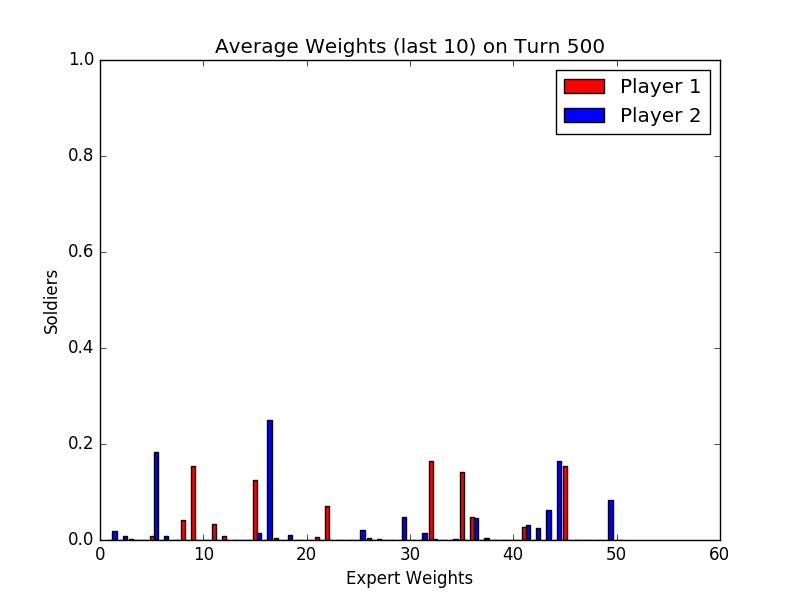 Average Weights (last 10) on Turn 500
1.0
0.8
0.6
0.4
0.2
0.0
Soldiers
Player 1
Player 2
0 10 20 30 40 50 60
Expert Weights